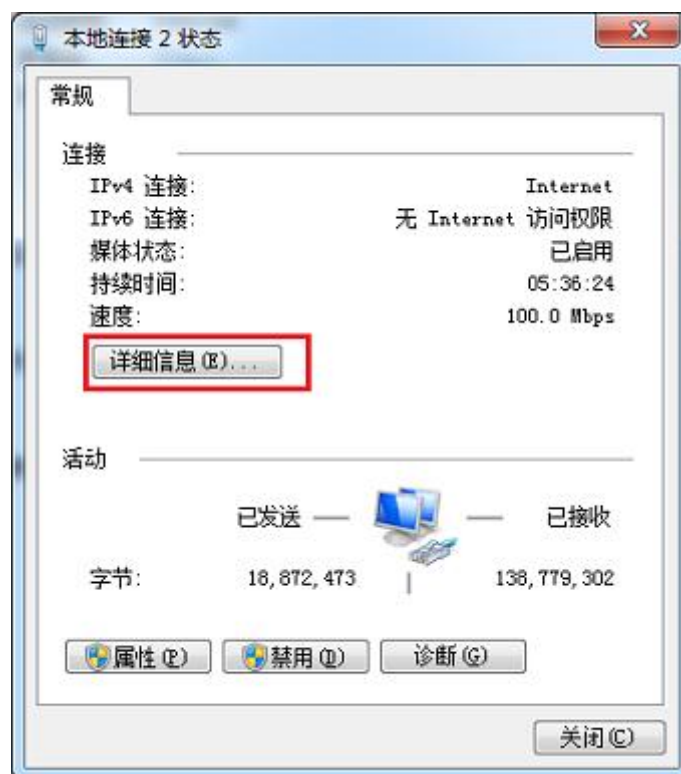 本地连接 2 状态
常规
连接
IPv4 连接: Internet
IPv6 连接: 无 Internet 访问权限
媒体状态: 已启用
持续时间: 05:36:24
速度: 100.0 Mbps
详细信息(E)...
活动
已发送 — — 已接收
字节: 18,872,473 | 138,779,302
属性(P) 禁用(D) 诊断(G)
关闭(C)